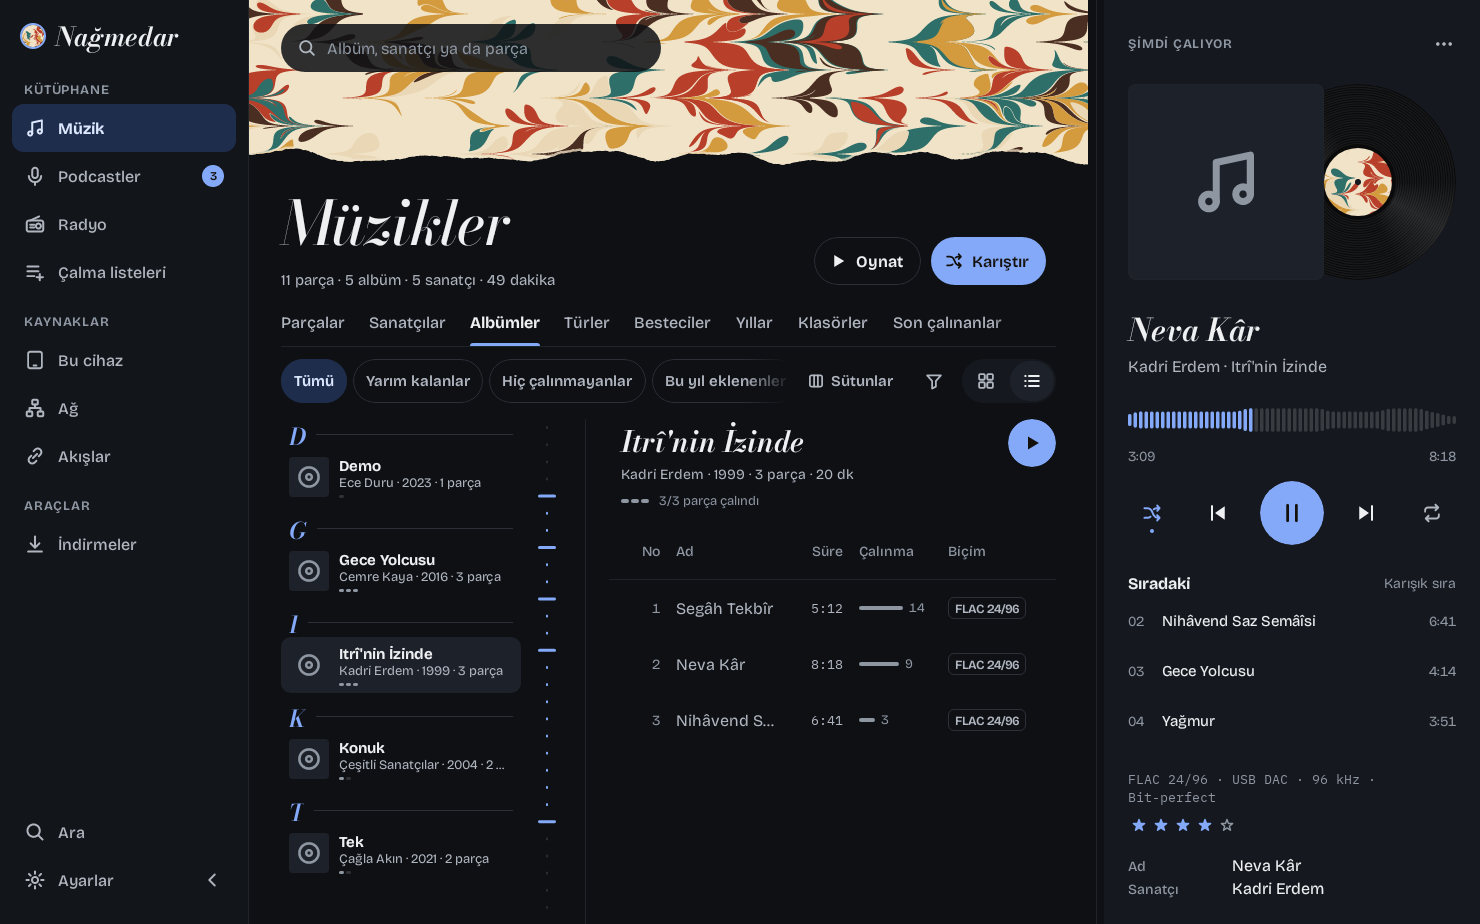 Nağmedar
KÜTÜPHANE
Müzik
Podcastler
3
Radyo
Çalma listeleri
KAYNAKLAR
Bu cihaz
Ağ
Akışlar
ARAÇLAR
İndirmeler
Ara
Ayarlar
Albüm, sanatçı ya da parça
Müzikler
11 parça · 5 albüm · 5 sanatçı · 49 dakika
Oynat
Karıştır
Parçalar Sanatçılar Albümler Türler Besteciler Yıllar Klasörler Son çalınanlar
Tümü Yarım kalanlar Hiç çalınmayanlar Bu yıl eklenenler Sütunlar
D
Demo
Ece Duru · 2023 · 1 parça
G
Gece Yolcusu
Cemre Kaya · 2016 · 3 parça
I
Itrî'nin İzinde
Kadri Erdem · 1999 · 3 parça
K
Konuk
Çeşitli Sanatçılar · 2004 · 2 ...
T
Tek
Çağla Akın · 2021 · 2 parça
Itrî'nin İzinde
Kadri Erdem · 1999 · 3 parça · 20 dk
3/3 parça çalındı
No Ad Süre Çalınma Biçim
1 Segâh Tekbîr 5:12 14 FLAC 24/96
2 Neva Kâr 8:18 9 FLAC 24/96
3 Nihâvend S... 6:41 3 FLAC 24/96
ŞİMDİ ÇALIYOR
Neva Kâr
Kadri Erdem · Itrî'nin İzinde
3:09 8:18
Sıradaki Karışık sıra
02 Nihâvend Saz Semâîsi 6:41
03 Gece Yolcusu 4:14
04 Yağmur 3:51
FLAC 24/96 · USB DAC · 96 kHz ·
Bit-perfect
Ad Neva Kâr
Sanatçı Kadri Erdem